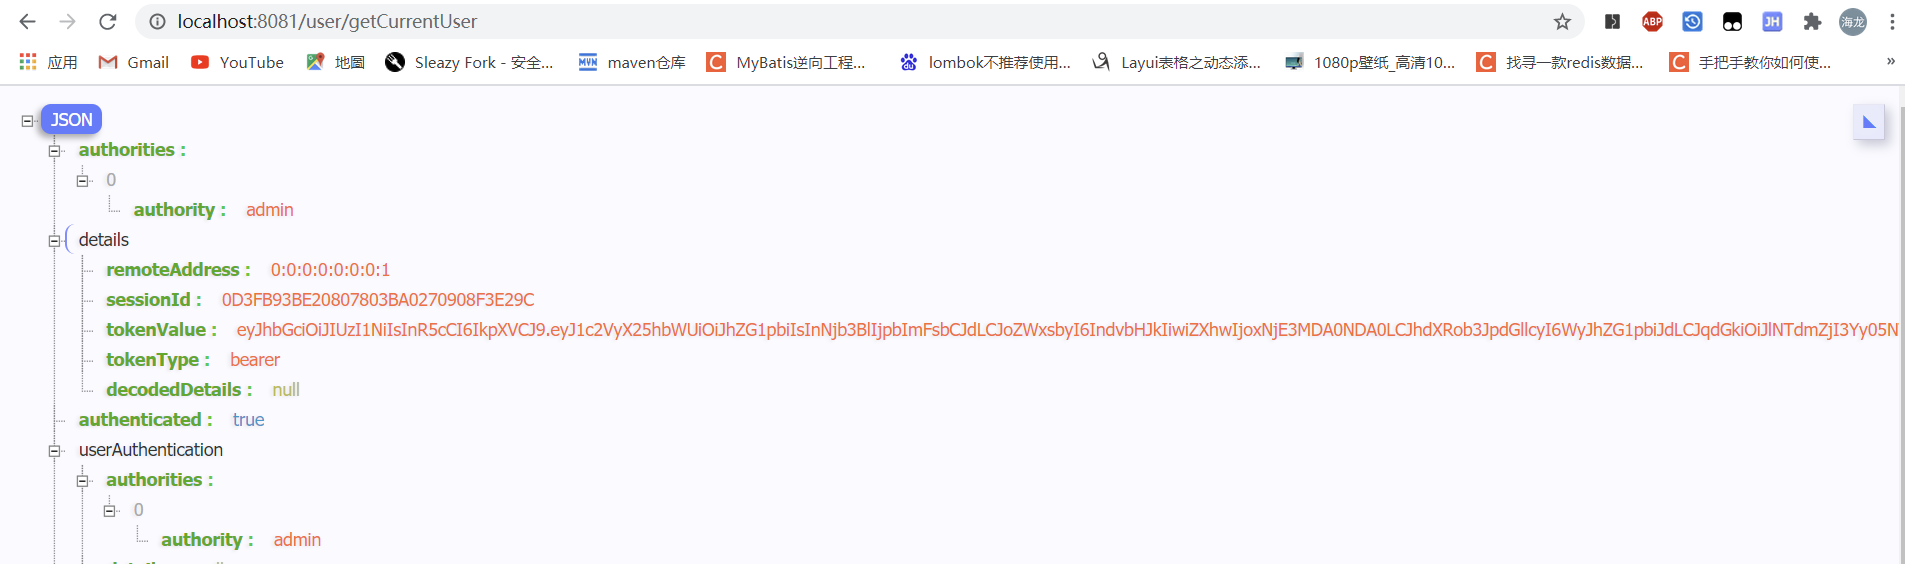 localhost:8081/user/getCurrentUser
ABP
JH
海龙
应用 Gmail YouTube 地圖 Sleazy Fork - 安全... maven仓库 MyBatis逆向工程... lombok不推荐使用... Layui表格之动态添... 1080p壁纸_高清10... 找寻一款redis数据... 手把手教你如何使... »
JSON
authorities :
0
authority : admin
details
remoteAddress : 0:0:0:0:0:0:0:1
sessionId : 0D3FB93BE20807803BA0270908F3E29C
tokenValue : eyJhbGciOiJIUzI1NiIsInR5cCI6IkpXVCJ9.eyJ1c2VyX25hbWUiOiJhZG1pbiIsInNjb3BlIjpbImFsbCJdLCJoZWxsbyI6IndvbHJkIiwiZXhwIjoxNjE3MDA0NDA0LCJhdXRob3JpdGllcyI6WyJhZG1pbiJdLCJqdGkiOiJlNTdmZjI3Yy05N
tokenType : bearer
decodedDetails : null
authenticated : true
userAuthentication
authorities :
0
authority : admin